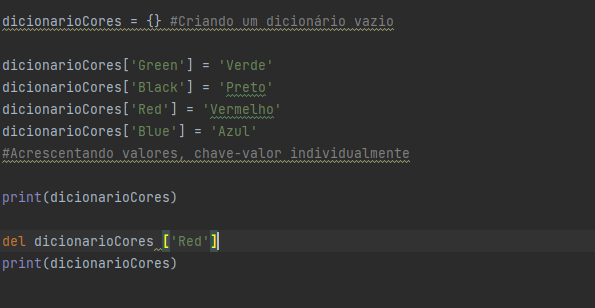 dicionarioCores = {} #Criando um dicionário vazio
dicionarioCores['Green'] = 'Verde'
dicionarioCores['Black'] = 'Preto'
dicionarioCores['Red'] = 'Vermelho'
dicionarioCores['Blue'] = 'Azul'
#Acrescentando valores, chave-valor individualmente
print(dicionarioCores)
del dicionarioCores ['Red']
print(dicionarioCores)